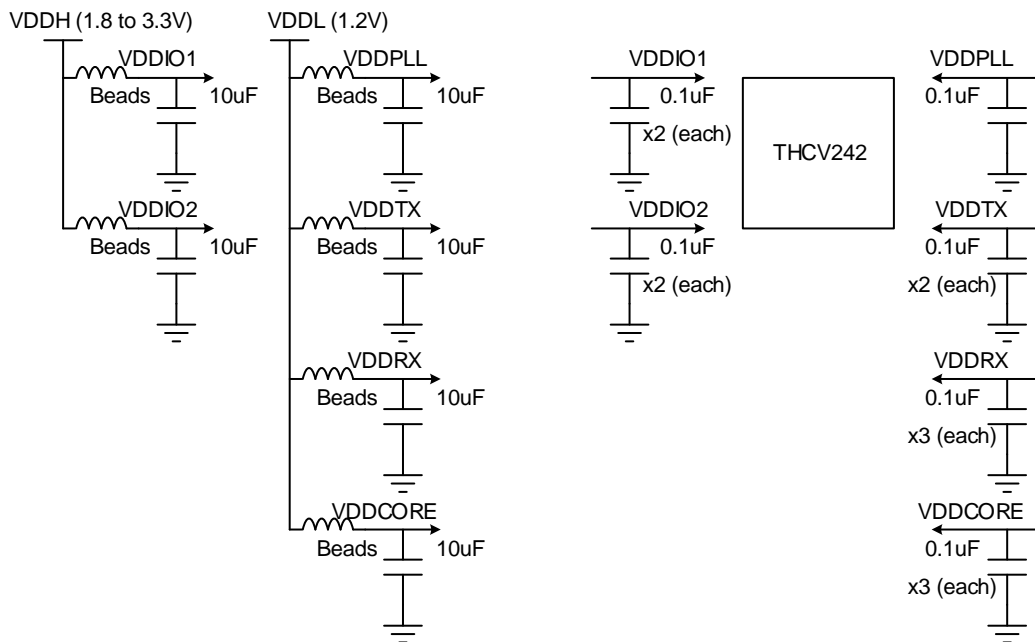 VDDH (1.8 to 3.3V)
VDDL (1.2V)
VDDIO1
Beads
10uF
VDDPLL
Beads
10uF
VDDIO1
0.1uF
x2 (each)
THCV242
VDDPLL
0.1uF
VDDIO2
Beads
10uF
VDDTX
Beads
10uF
VDDIO2
0.1uF
x2 (each)
VDDTX
0.1uF
x2 (each)
VDDRX
Beads
10uF
VDDRX
0.1uF
x3 (each)
VDDCORE
Beads
10uF
VDDCORE
0.1uF
x3 (each)